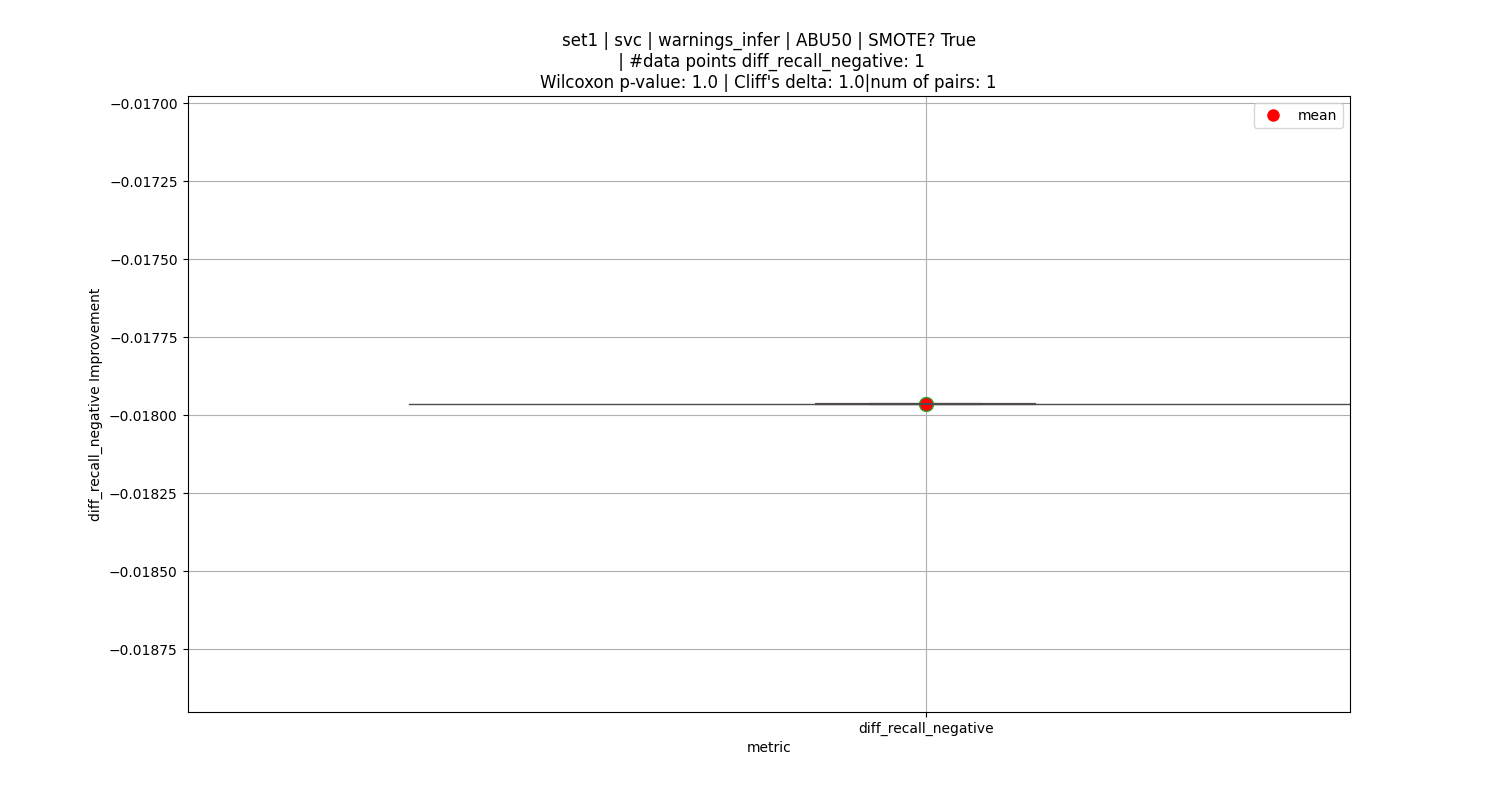 set1 | svc | warnings_infer | ABU50 | SMOTE? True
| #data points diff_recall_negative: 1
Wilcoxon p-value: 1.0 | Cliff's delta: 1.0|num of pairs: 1
mean
−0.01700
−0.01725
−0.01750
−0.01775
−0.01800
−0.01825
−0.01850
−0.01875
diff_recall_negative Improvement
diff_recall_negative
metric